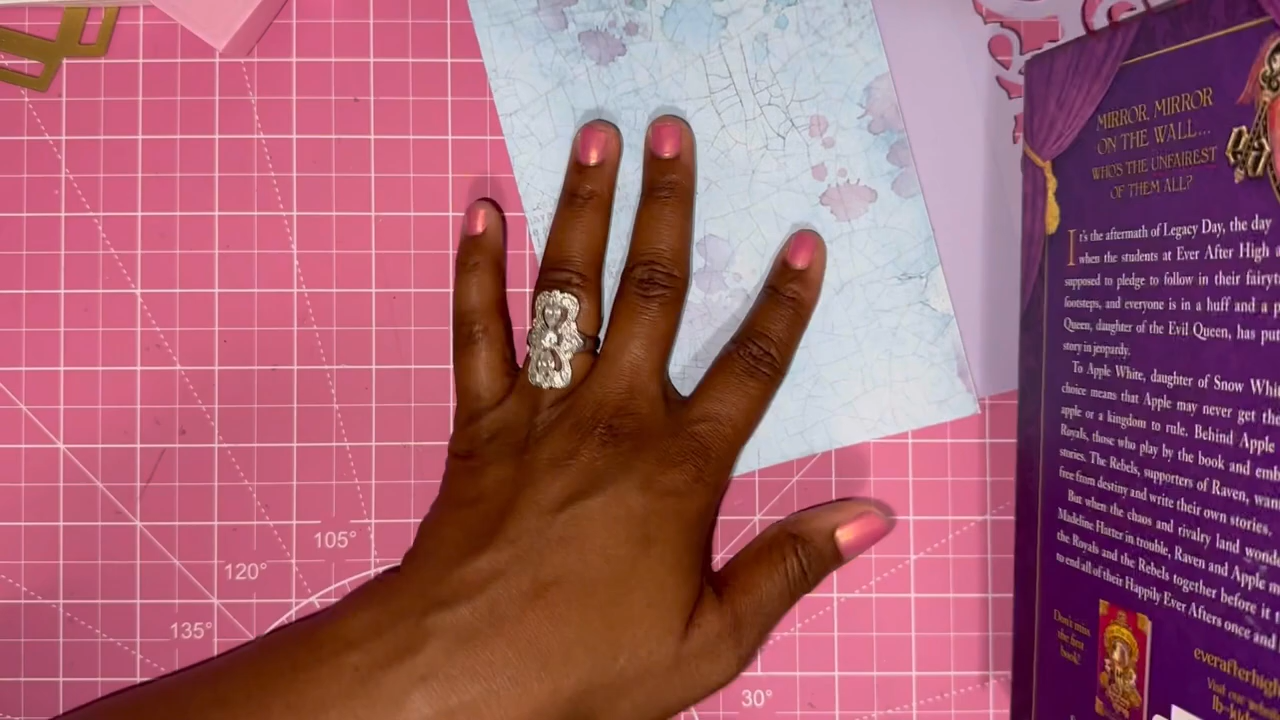 MIRROR, MIRROR
ON THE WALL...
WHO'S THE UNFAIREST
OF THEM ALL?
It's the aftermath of Legacy Day, the day
when the students at Ever After High
supposed to pledge to follow in their
footsteps, and everyone is in a huff and a
Queen, daughter of the Evil Queen, has put
story in jeopardy.
To Apple White, daughter of Snow
choice means that Apple may never get
apple or a kingdom to rule. Behind Apple
Royals, those who play by the book and
stories. The Rebels, supporters of Raven,
free from destiny and write their own stories.
But when the chaos and rivalry land
Madeline Hatter in trouble, Raven and Apple
the Royals and the Rebels together before it
to end all of their Happily Ever Afters once and
Don't miss
the first
book!
everafterhigh
Visit our
105°
120°
135°
30°